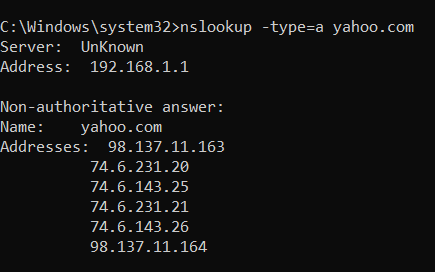 C:\Windows\system32>nslookup -type=a yahoo.com
Server:  UnKnown
Address:  192.168.1.1

Non-authoritative answer:
Name:    yahoo.com
Addresses:  98.137.11.163
          74.6.231.20
          74.6.143.25
          74.6.231.21
          74.6.143.26
          98.137.11.164